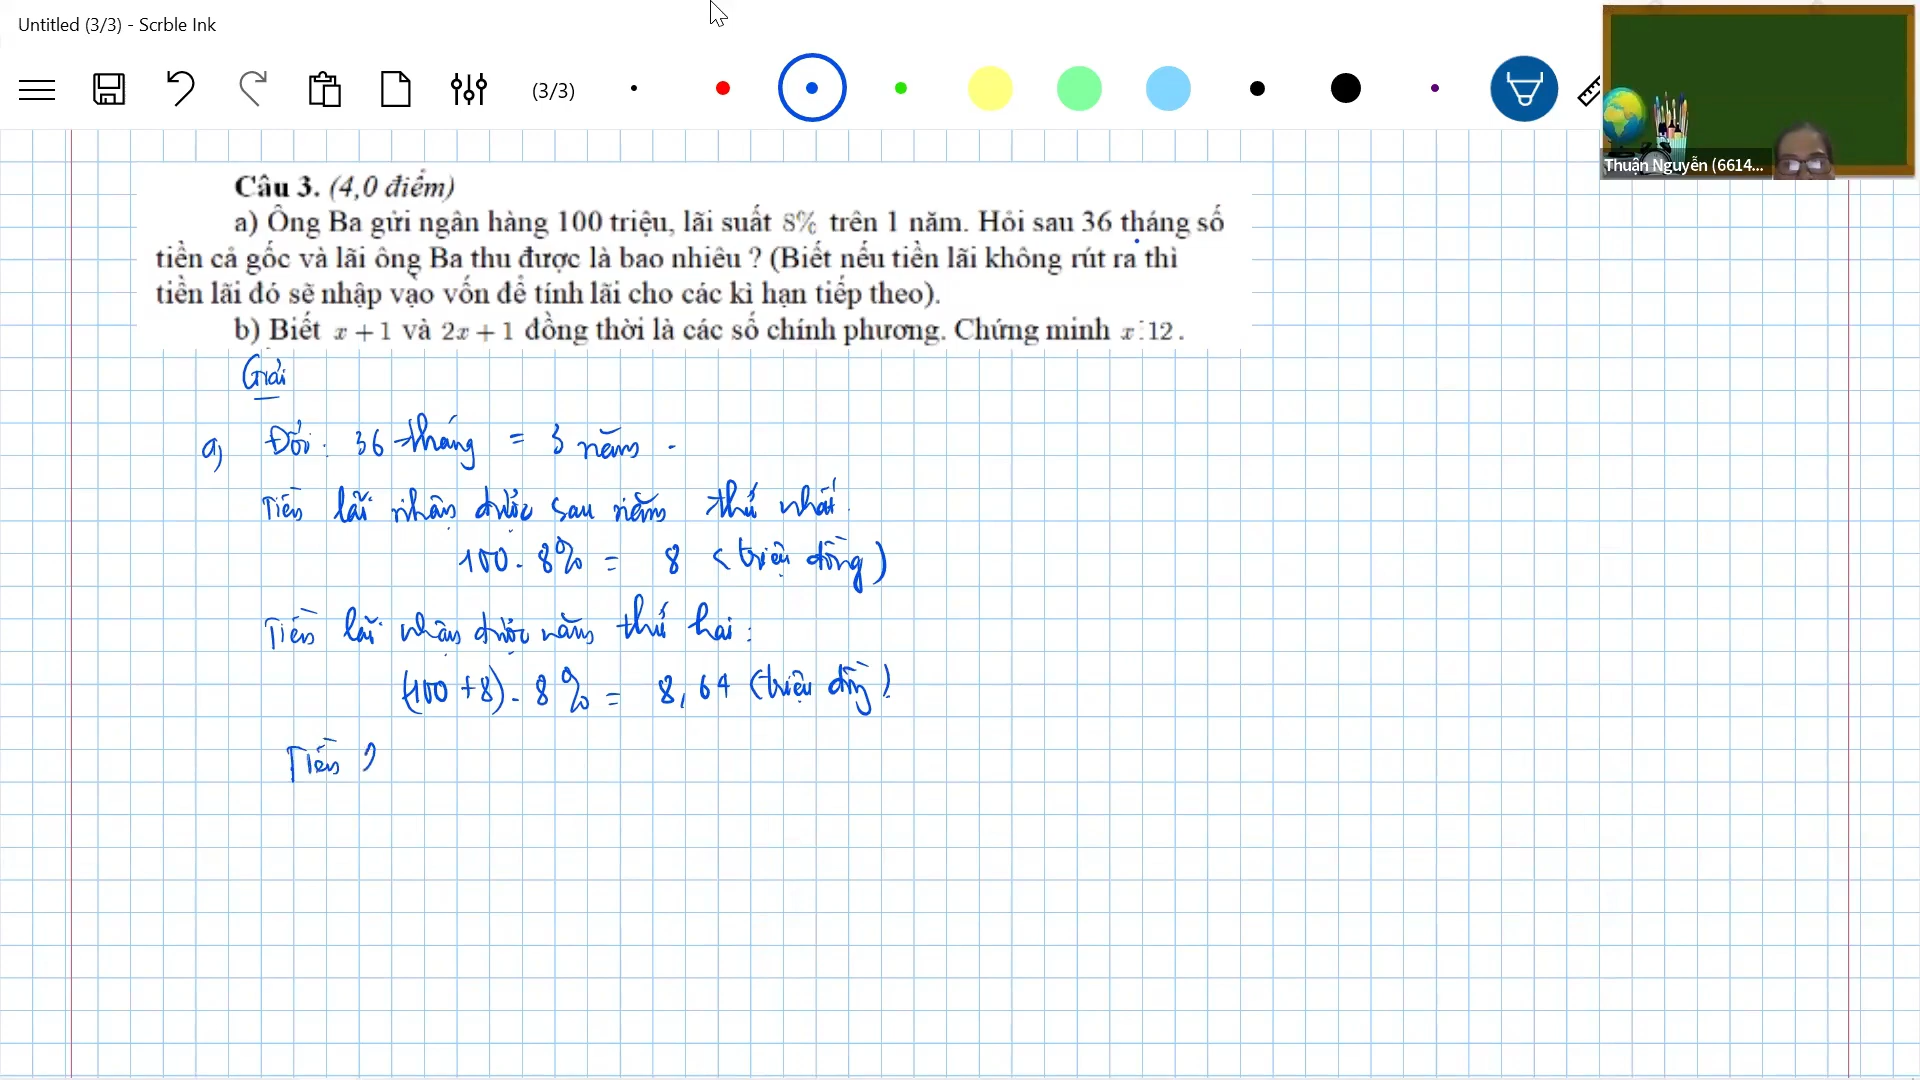 Untitled (3/3) - Scrble Ink
(3/3)
Thuận Nguyễn (6614...
Câu 3. (4,0 điểm)
a) Ông Ba gửi ngân hàng 100 triệu, lãi suất 8% trên 1 năm. Hỏi sau 36 tháng số
tiền cả gốc và lãi ông Ba thu được là bao nhiêu ? (Biết nếu tiền lãi không rút ra thì
tiền lãi đó sẽ nhập vào vốn để tính lãi cho các kì hạn tiếp theo).
b) Biết x + 1 và 2x + 1 đồng thời là các số chính phương. Chứng minh x⋮12.
Giải
a) Đổi: 36 tháng = 3 năm.
Tiền lãi nhận được sau năm thứ nhất.
100. 8% = 8 (triệu đồng)
Tiền lãi nhận được năm thứ hai:
(100 + 8). 8% = 8,64 (triệu đồng)
Tiền